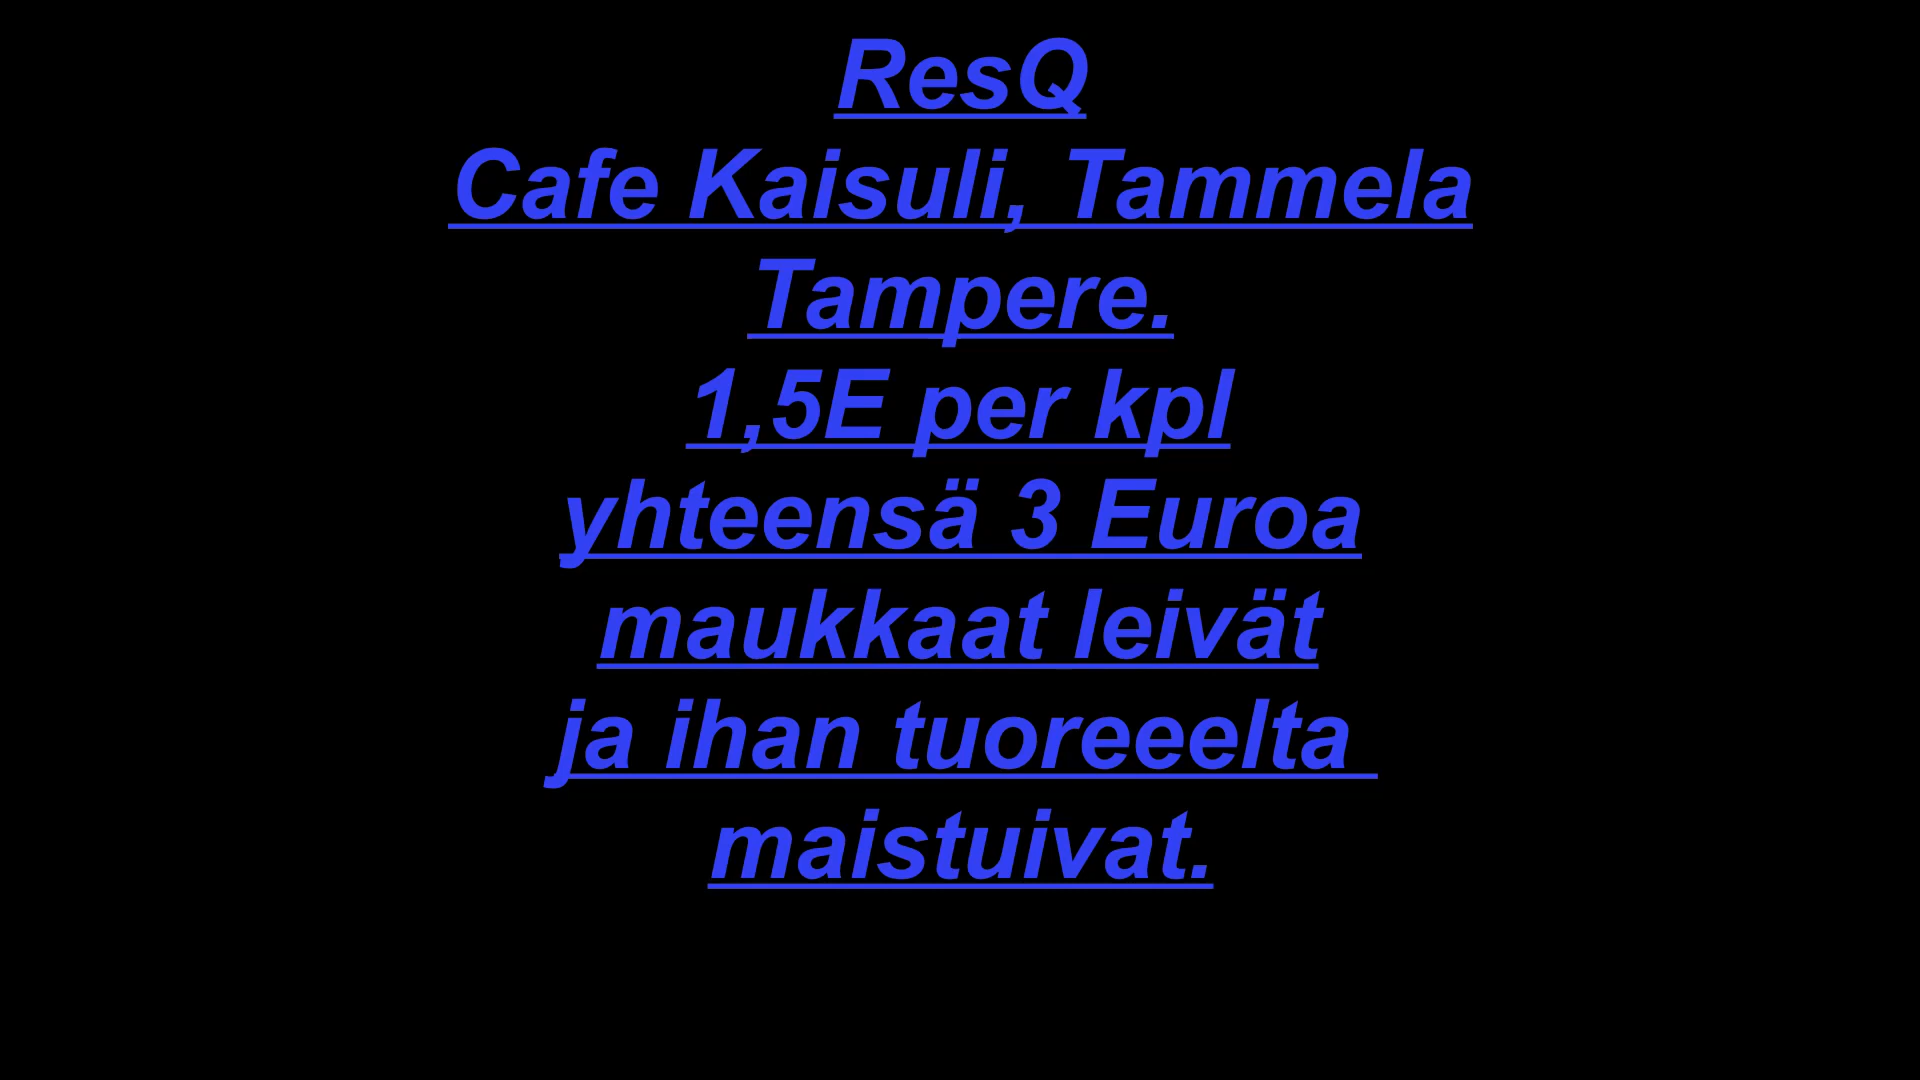 ResQ
Cafe Kaisuli, Tammela
Tampere.
1,5E per kpl
yhteensä 3 Euroa
maukkaat leivät
ja ihan tuoreeelta
maistuivat.